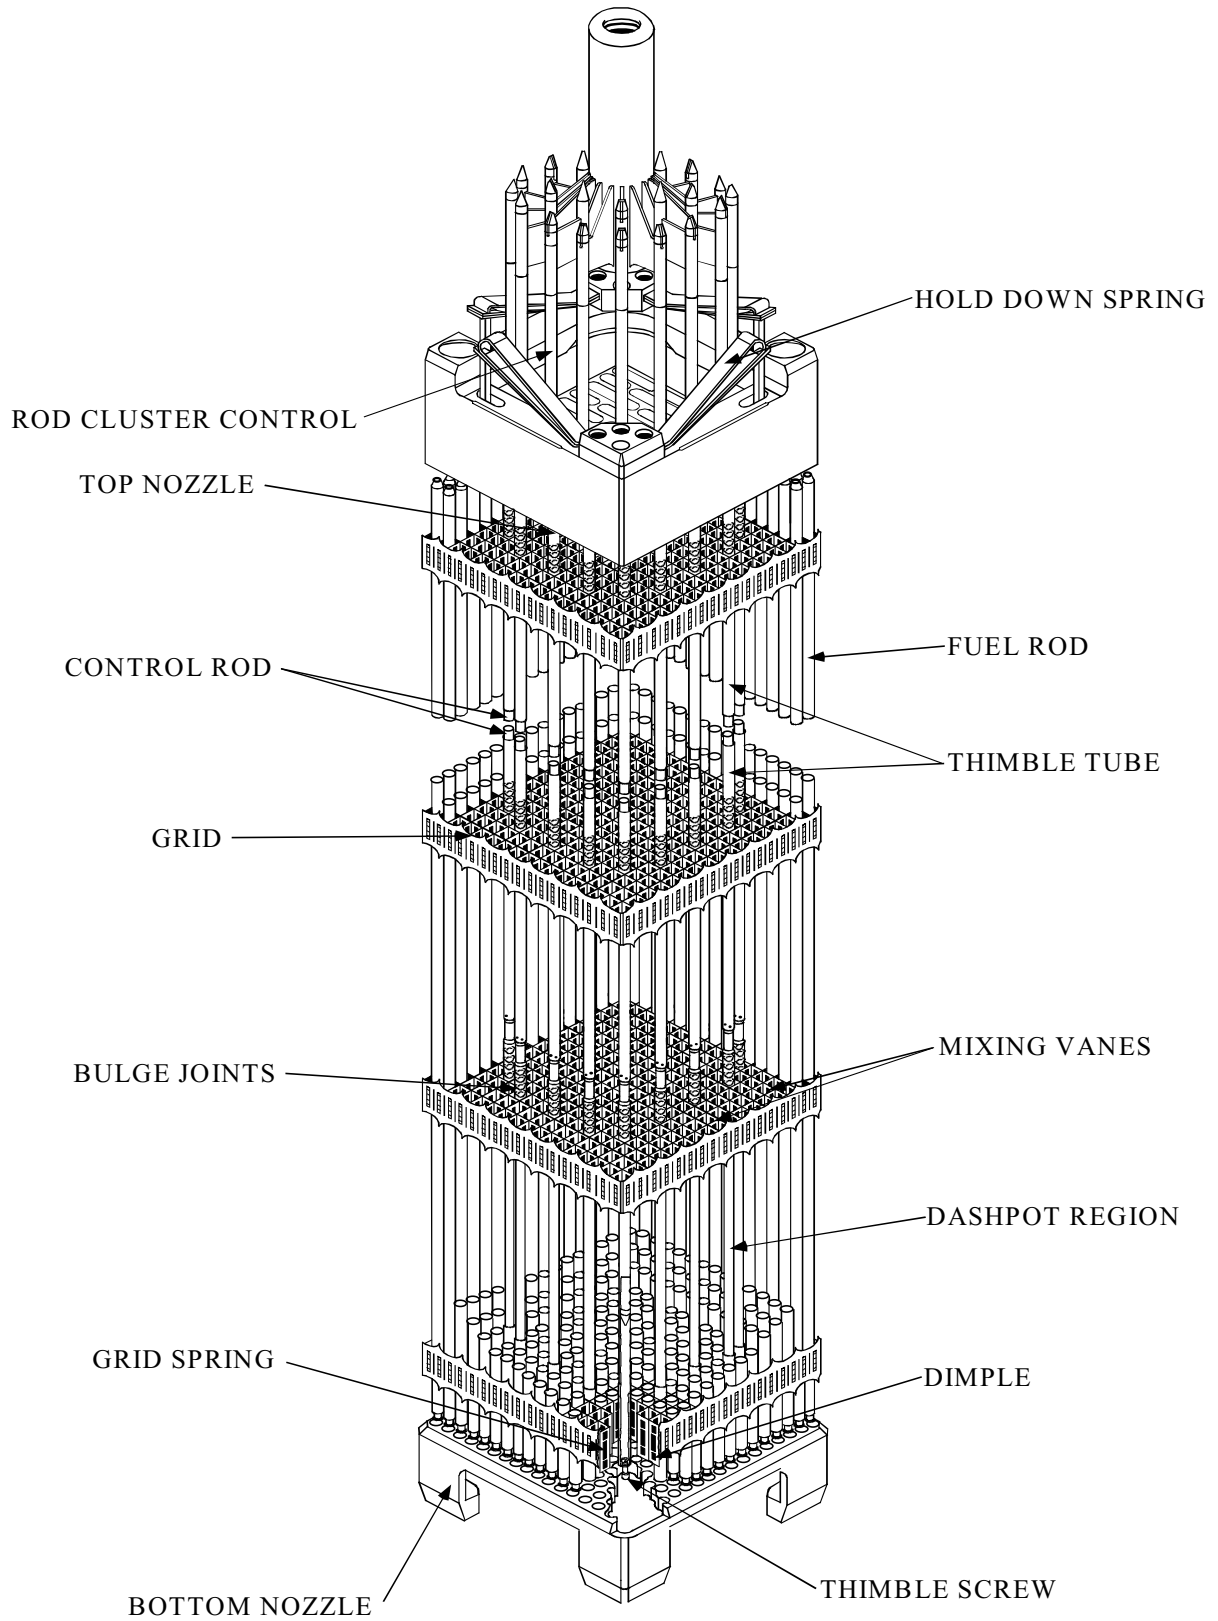 HOLD DOWN SPRING
ROD CLUSTER CONTROL
TOP NOZZLE
FUEL ROD
CONTROL ROD
THIMBLE TUBE
GRID
MIXING VANES
BULGE JOINTS
DASHPOT REGION
GRID SPRING
DIMPLE
THIMBLE SCREW
BOTTOM NOZZLE